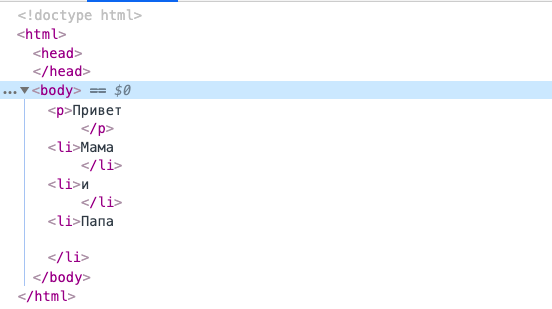 <!doctype html>
<html>
<head>
</head>
... ▼<body> == $0
<p>Привет
</p>
<li>Мама
</li>
<li>и
</li>
<li>Папа
</li>
</body>
</html>